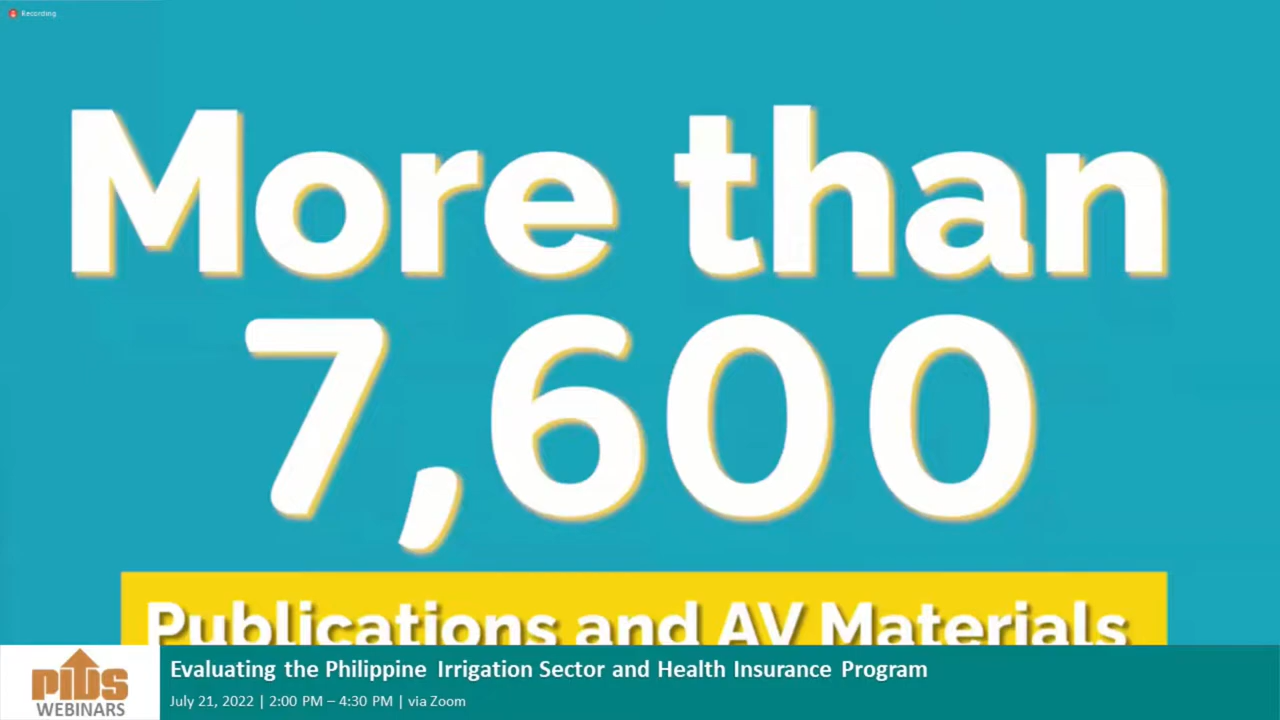 Recording
More than
7,600
Publications and AV Materials
PIDS
WEBINARS
Evaluating the Philippine Irrigation Sector and Health Insurance Program
July 21, 2022 | 2:00 PM – 4:30 PM | via Zoom